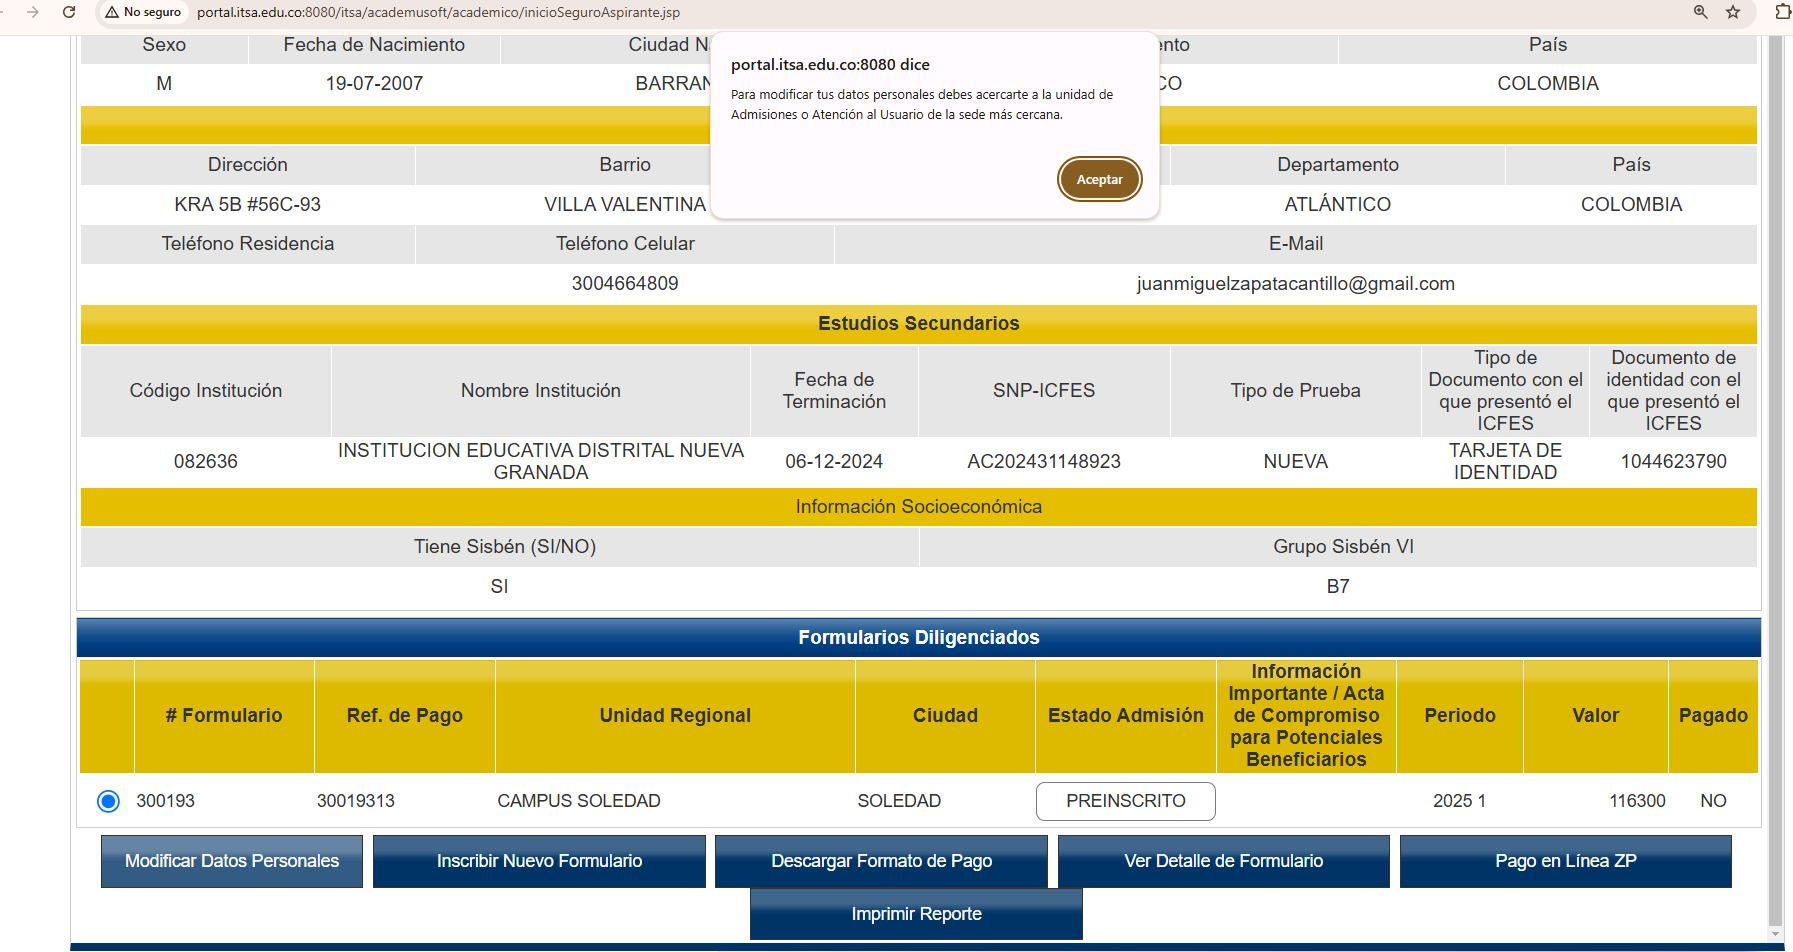 No seguro
portal.itsa.edu.co:8080/itsa/academusoft/academico/inicioSeguroAspirante.jsp
portal.itsa.edu.co:8080 dice
Para modificar tus datos personales debes acercarte a la unidad de
Admisiones o Atención al Usuario de la sede más cercana.
Aceptar
Sexo Fecha de Nacimiento Ciudad N nto País
M 19-07-2007 BARRAN CO COLOMBIA
Dirección Barrio Departamento País
KRA 5B #56C-93 VILLA VALENTINA ATLÁNTICO COLOMBIA
Teléfono Residencia Teléfono Celular E-Mail
3004664809 juanmiguelzapatacantillo@gmail.com
Estudios Secundarios
Código Institución
Nombre Institución
Fecha de
Terminación
SNP-ICFES
Tipo de Prueba
Tipo de
Documento con el
que presentó el
ICFES
Documento de
identidad con el
que presentó el
ICFES
082636
INSTITUCION EDUCATIVA DISTRITAL NUEVA
GRANADA
06-12-2024
AC202431148923
NUEVA
TARJETA DE
IDENTIDAD
1044623790
Información Socioeconómica
Tiene Sisbén (SI/NO) Grupo Sisbén VI
SI B7
Formularios Diligenciados
# Formulario
Ref. de Pago
Unidad Regional
Ciudad
Estado Admisión
Información
Importante / Acta
de Compromiso
para Potenciales
Beneficiarios
Periodo
Valor
Pagado
300193 30019313 CAMPUS SOLEDAD SOLEDAD PREINSCRITO 2025 1 116300 NO
Modificar Datos Personales Inscribir Nuevo Formulario Descargar Formato de Pago Ver Detalle de Formulario Pago en Línea ZP
Imprimir Reporte